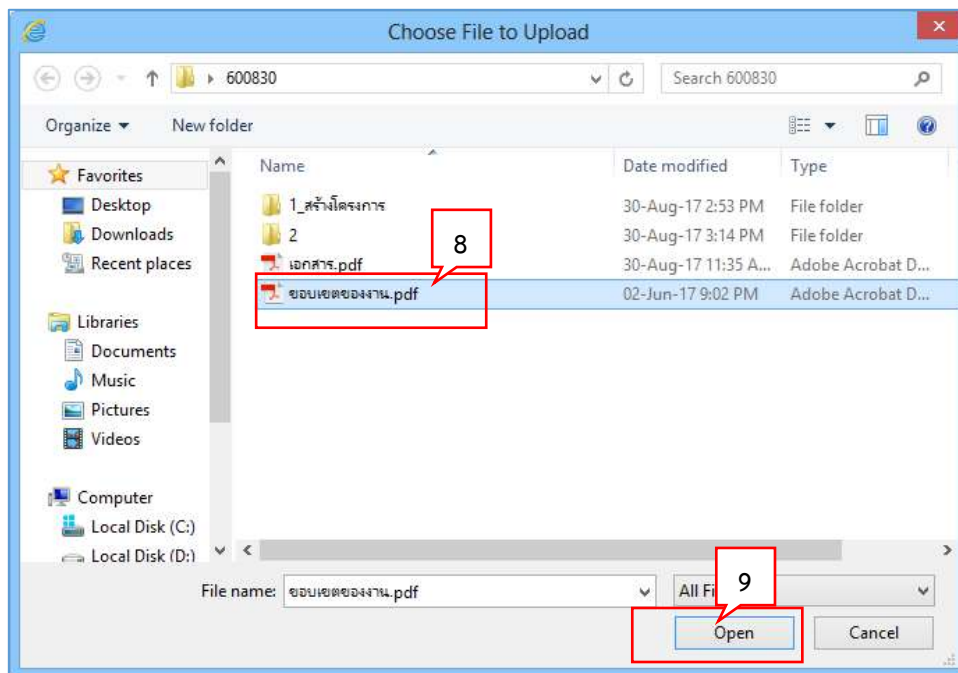 Choose File to Upload
600830
Search 600830
Organize
New folder
Name
Date modified
Type
Favorites
Desktop
Downloads
Recent places
Libraries
Documents
Music
Pictures
Videos
Computer
Local Disk (C:)
Local Disk (D:)
1_สร้างโครงการ 30-Aug-17 2:53 PM File folder
2 30-Aug-17 3:14 PM File folder
เอกสาร.pdf 30-Aug-17 11:35 A... Adobe Acrobat D...
ขอบเขตของงาน.pdf 02-Jun-17 9:02 PM Adobe Acrobat D...
8
File name: ขอบเขตของงาน.pdf
All Fi
9
Open
Cancel